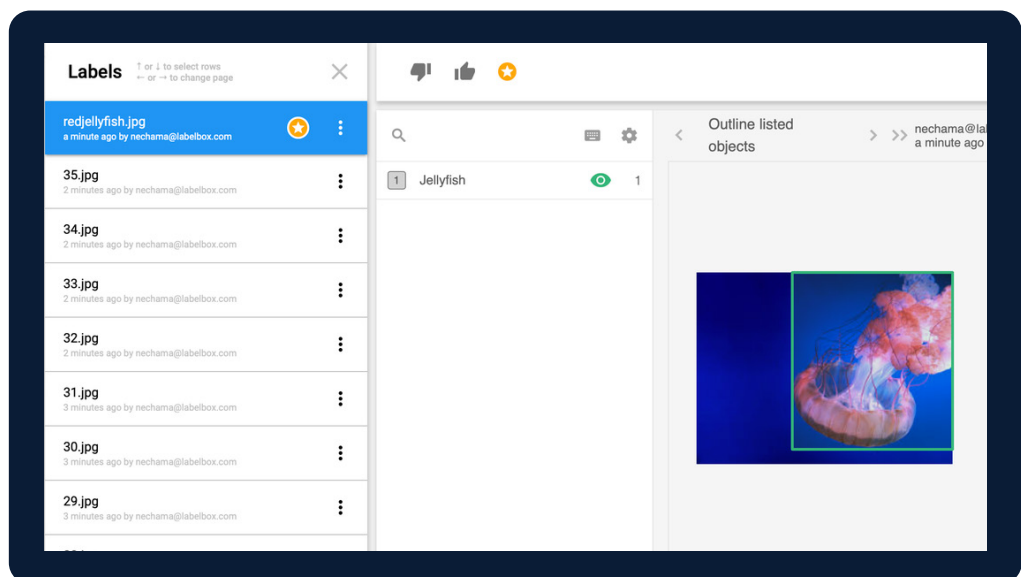 Labels
↑ or ↓ to select rows
← or → to change page
redjellyfish.jpg
a minute ago by nechama@labelbox.com
35.jpg
2 minutes ago by nechama@labelbox.com
34.jpg
2 minutes ago by nechama@labelbox.com
33.jpg
2 minutes ago by nechama@labelbox.com
32.jpg
2 minutes ago by nechama@labelbox.com
31.jpg
3 minutes ago by nechama@labelbox.com
30.jpg
3 minutes ago by nechama@labelbox.com
29.jpg
3 minutes ago by nechama@labelbox.com
1 Jellyfish 1
Outline listed
objects
nechama@la
a minute ago